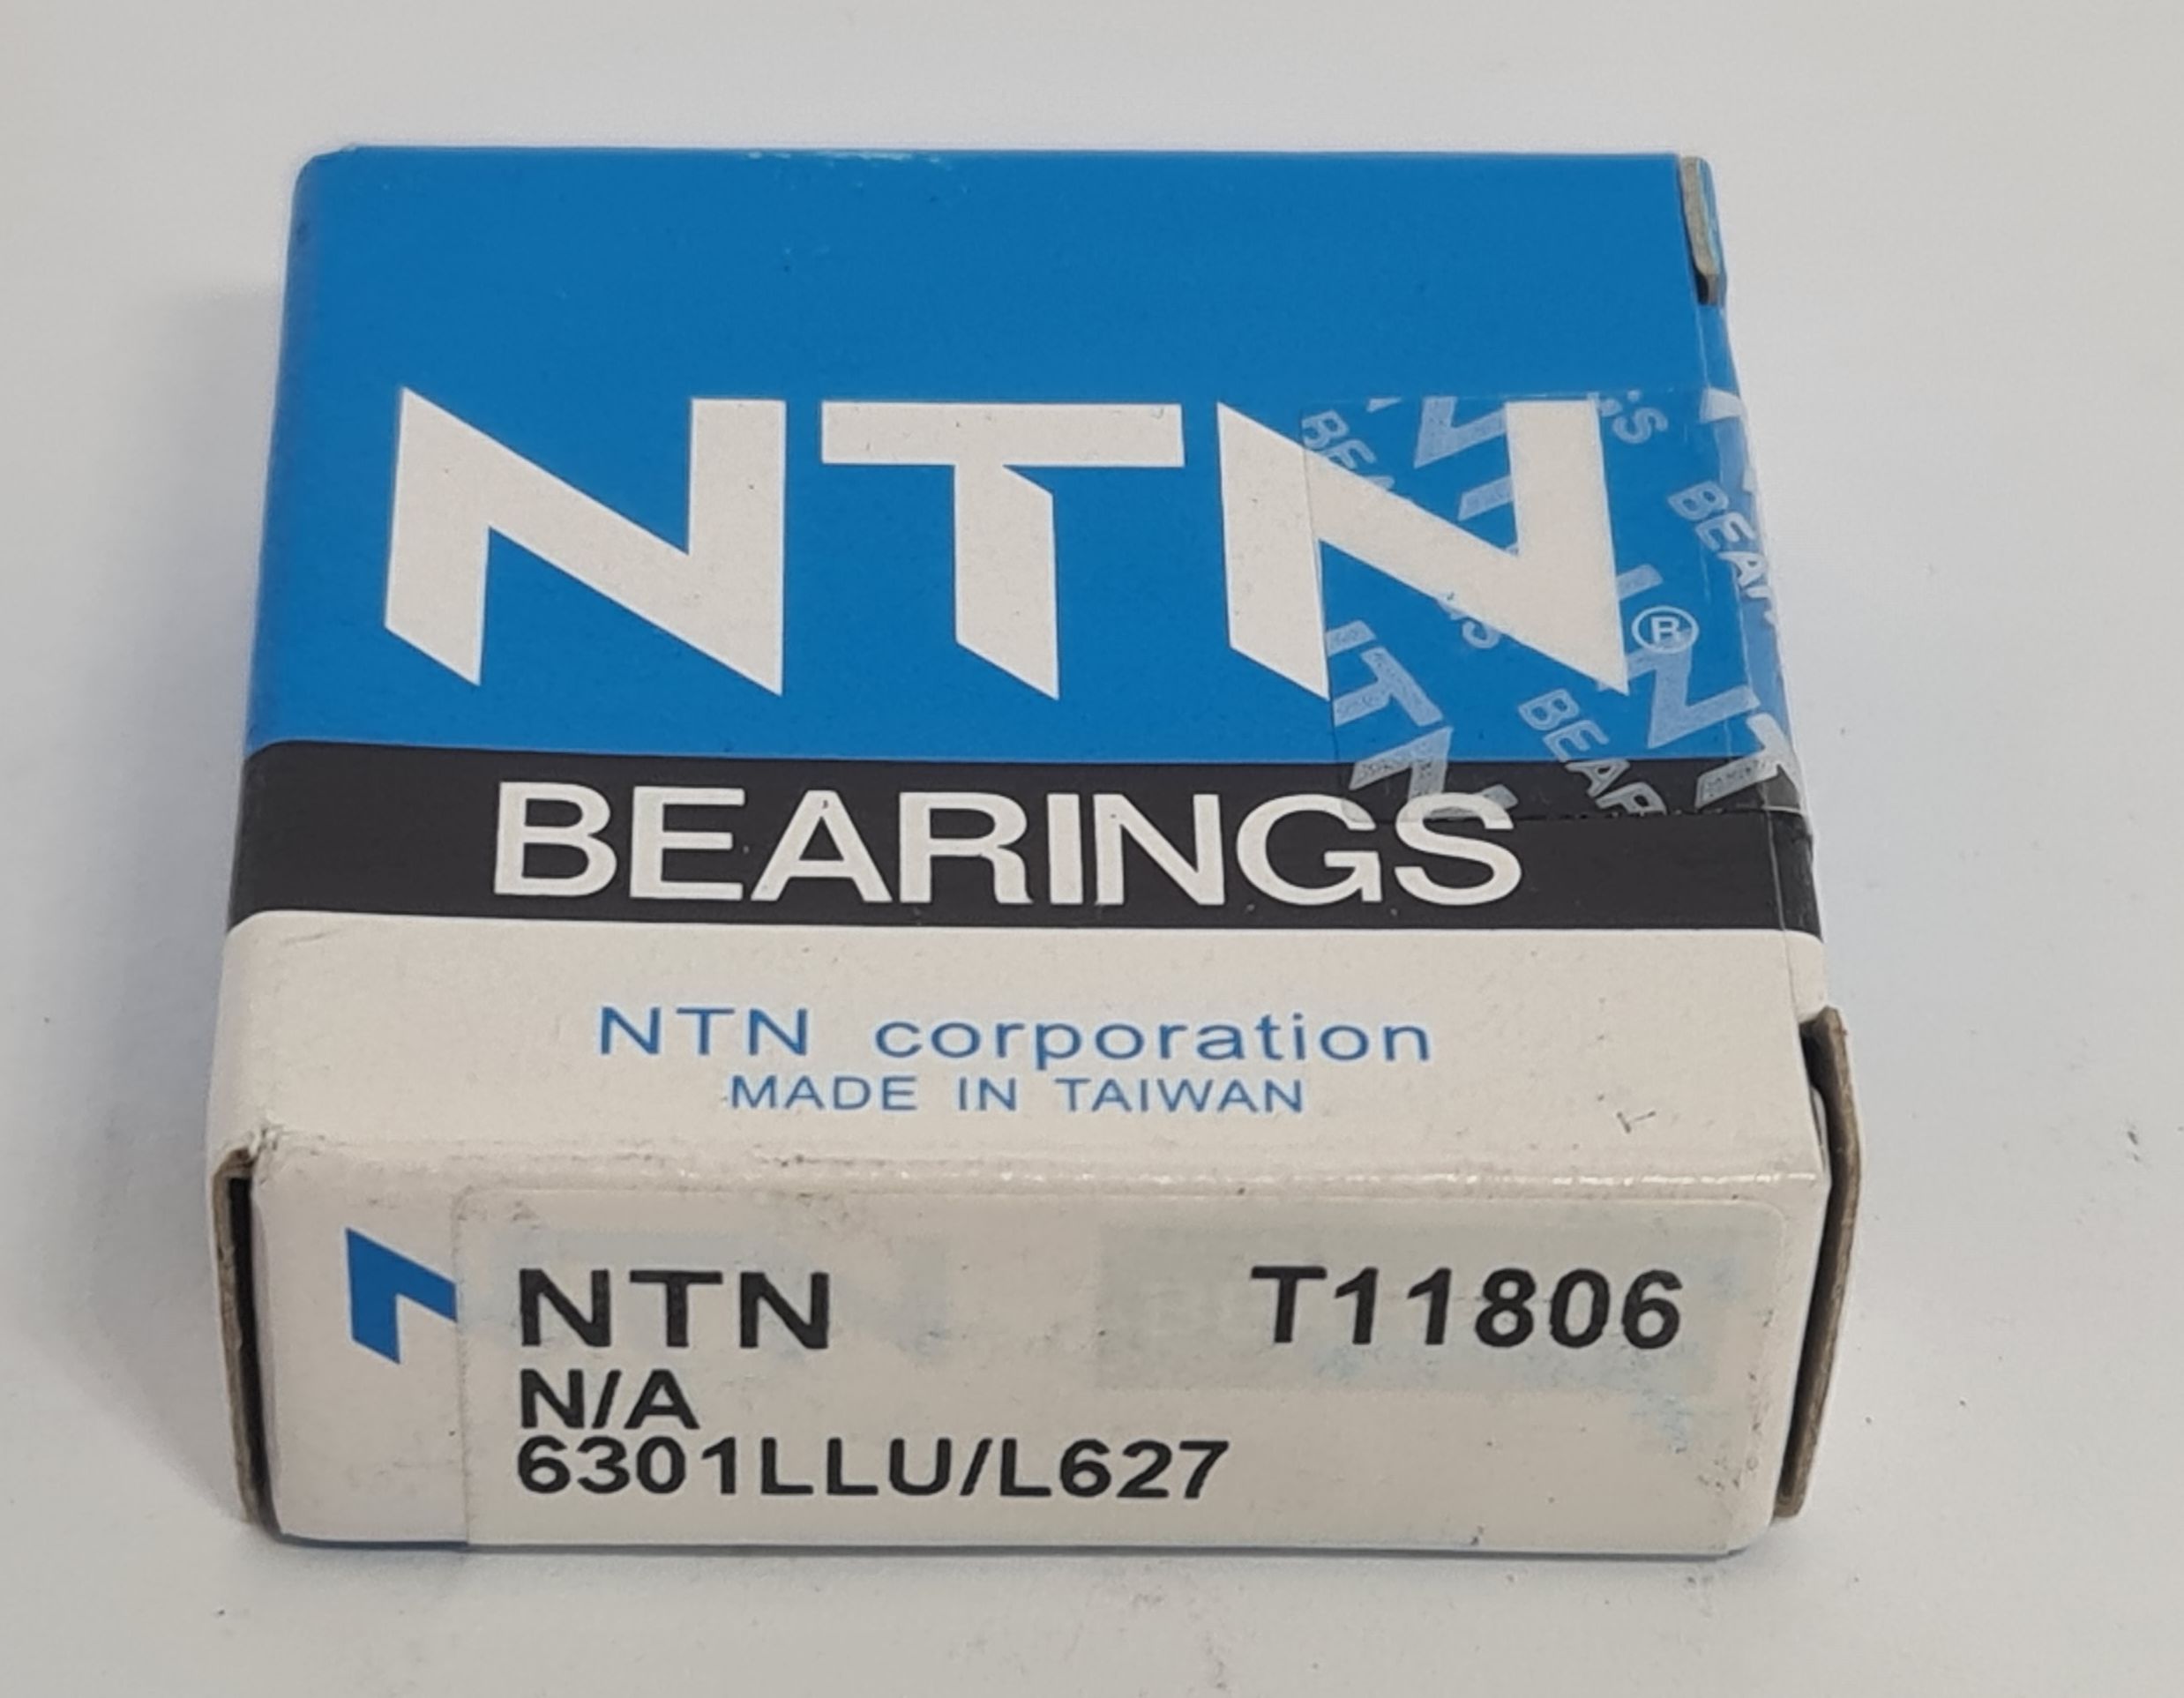 NTN®
BEARINGS
NTN corporation
MADE IN TAIWAN
NTN T11806
N/A
6301LLU/L627